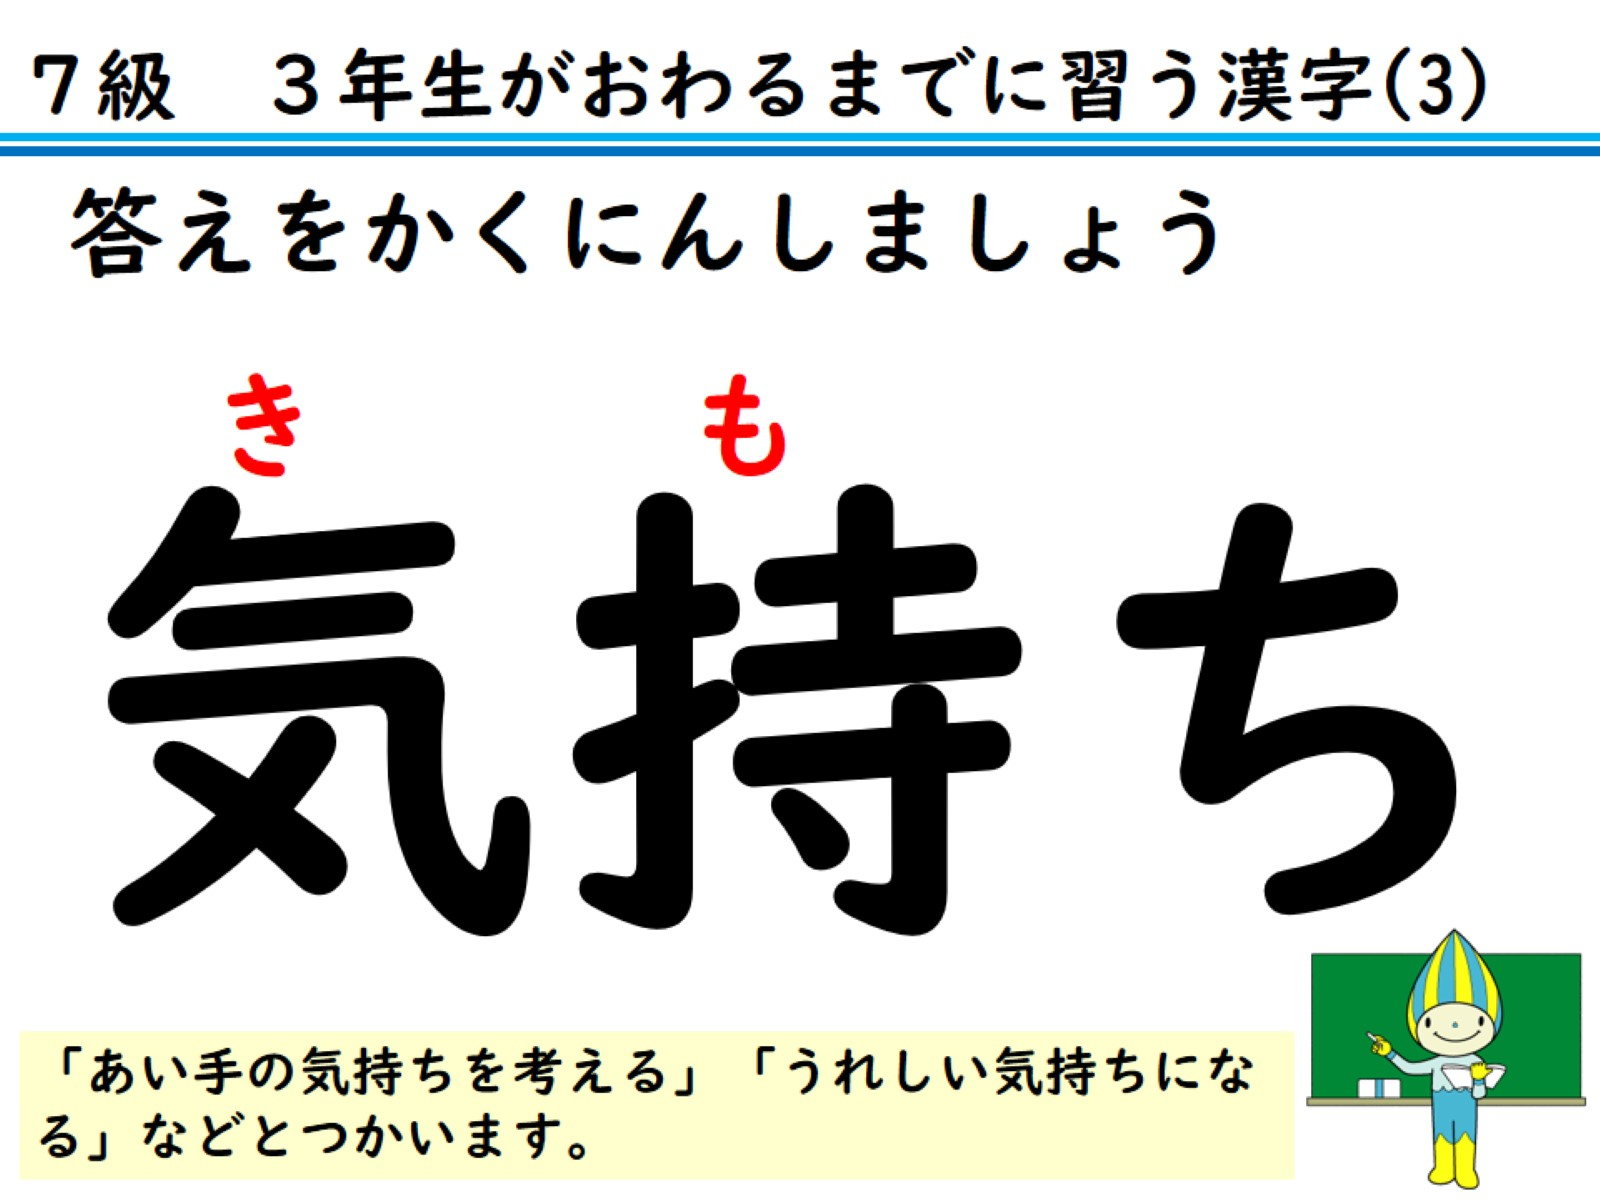 ７級　３年生がおわるまでに習う漢字(3)
答えをかくにんしましょう
き　も
気持ち
「あい手の気持ちを考える」「うれしい気持ちにな
る」などとつかいます。